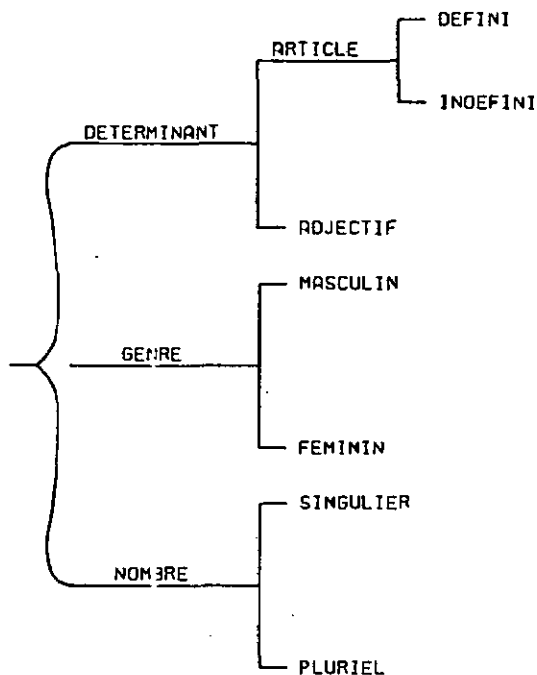 DEFINI
ARTICLE
INDEFINI
DETERMINANT
ADJECTIF
MASCULIN
GENRE
FEMININ
SINGULIER
NOMBRE
PLURIEL